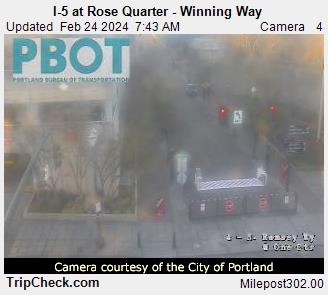 I-5 at Rose Quarter - Winning Way
Updated Feb 24 2024 7:43 AM Camera 4
PBOT
PORTLAND BUREAU OF TRANSPORTATION
Camera courtesy of the City of Portland
TripCheck.com Milepost302.00